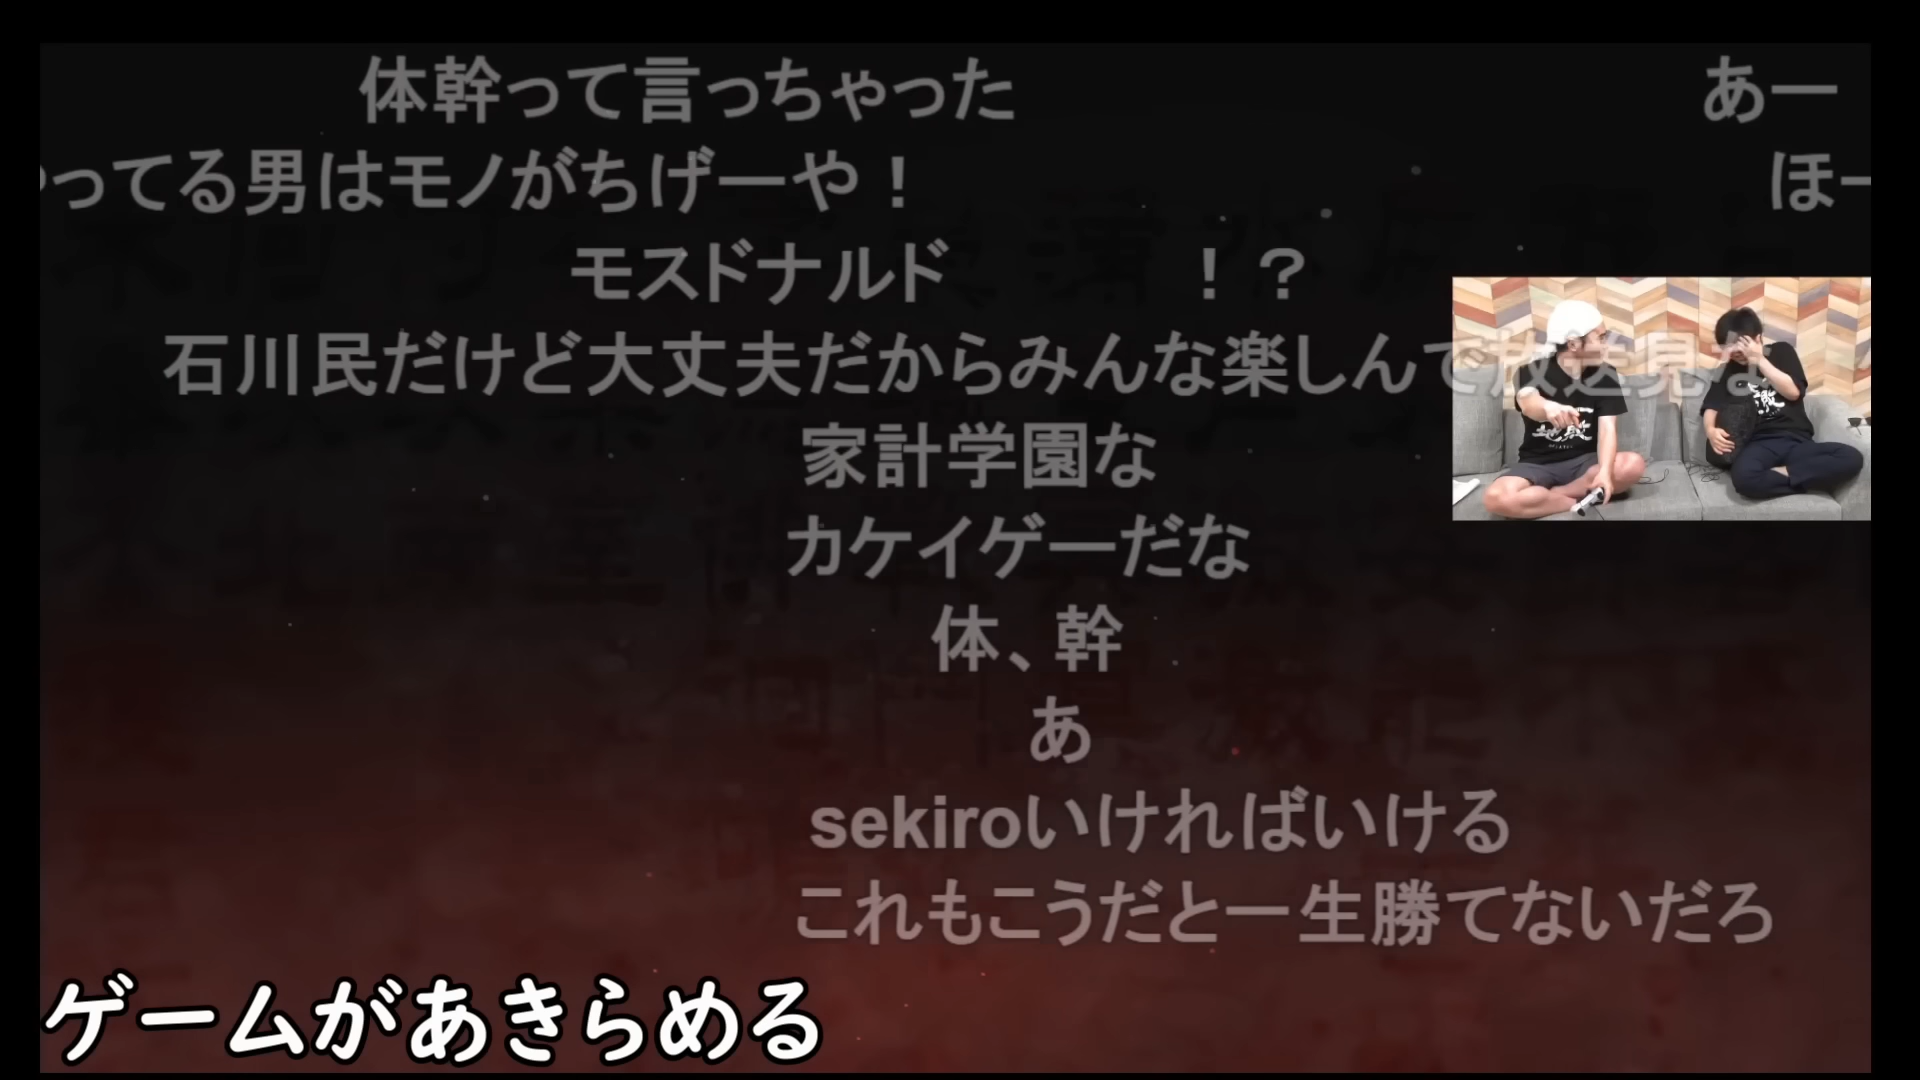 体幹って言っちゃった
あー
ってる男はモノがちげーや！
ほー
モスドナルド
！？
石川民だけど大丈夫だからみんな楽しんで放送見な
家計学園な
カケイゲーだな
体、幹
あ
sekiroいければいける
これもこうだと一生勝てないだろ
ゲームがあきらめる